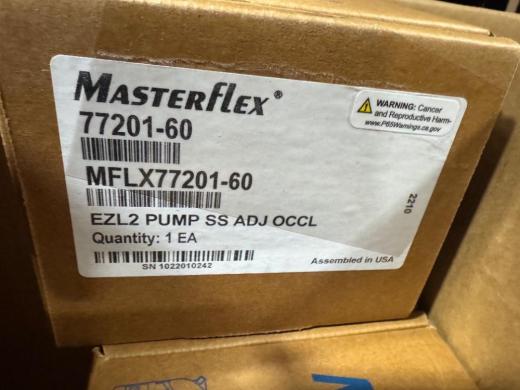 MASTERFLEX®
WARNING: Cancer
and Reproductive Harm-
www.P65Warnings.ca.gov
77201-60
MFLX77201-60
2210
EZL2 PUMP SS ADJ OCCL
Quantity: 1 EA
SN 1022010242
Assembled in USA